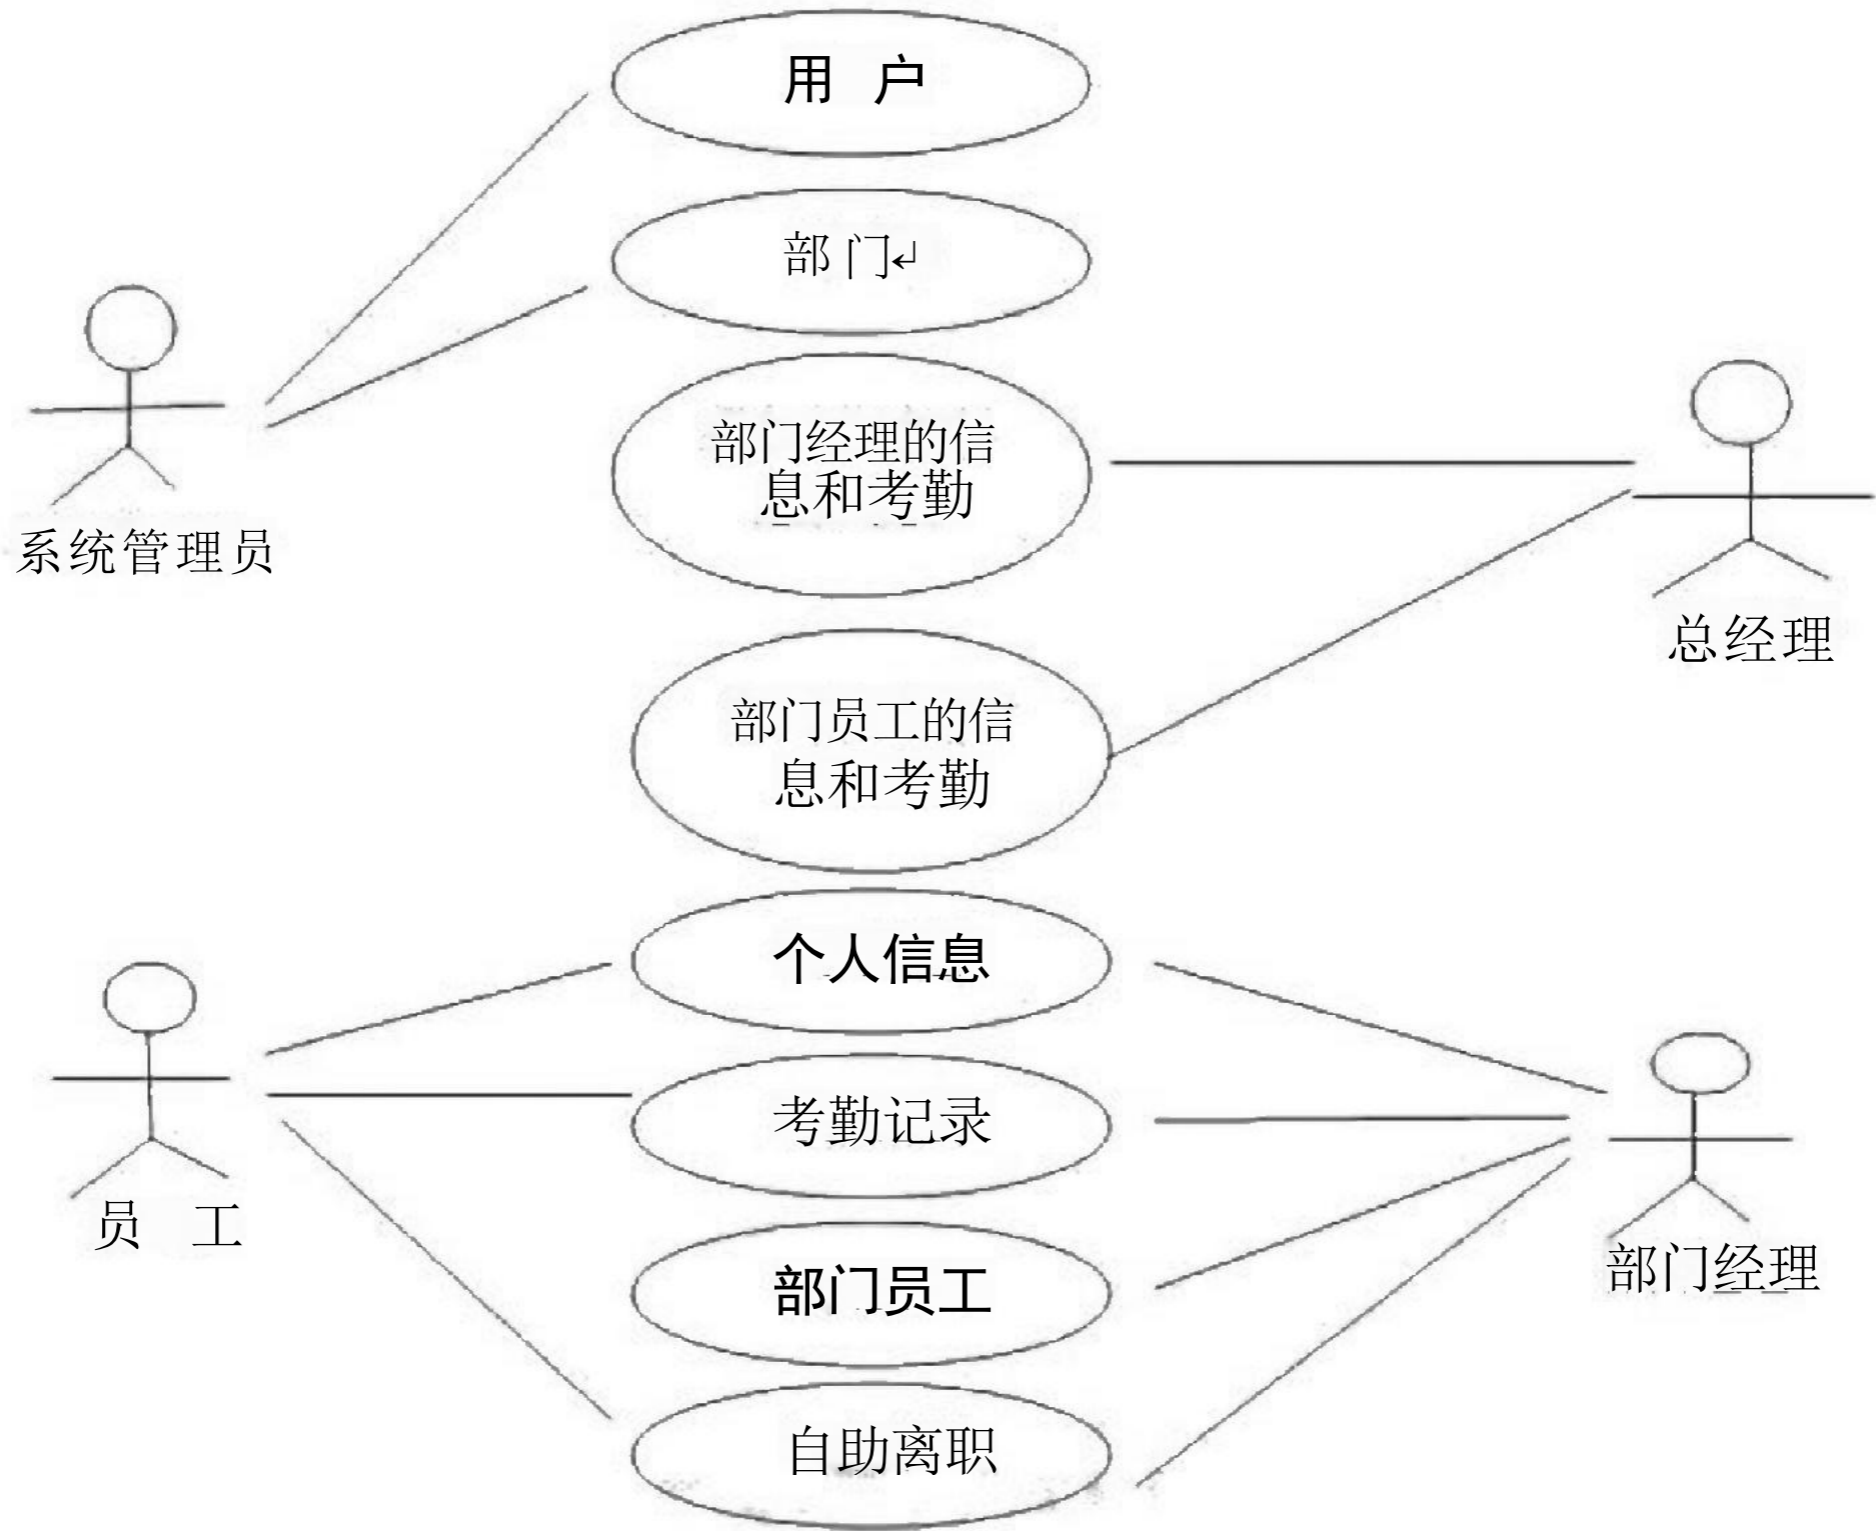 用 户
部 门↲
部门经理的信
息和考勤
系统管理员
总经理
部门员工的信
息和考勤
个人信息
考勤记录
员 工
部门员工
部门经理
自助离职